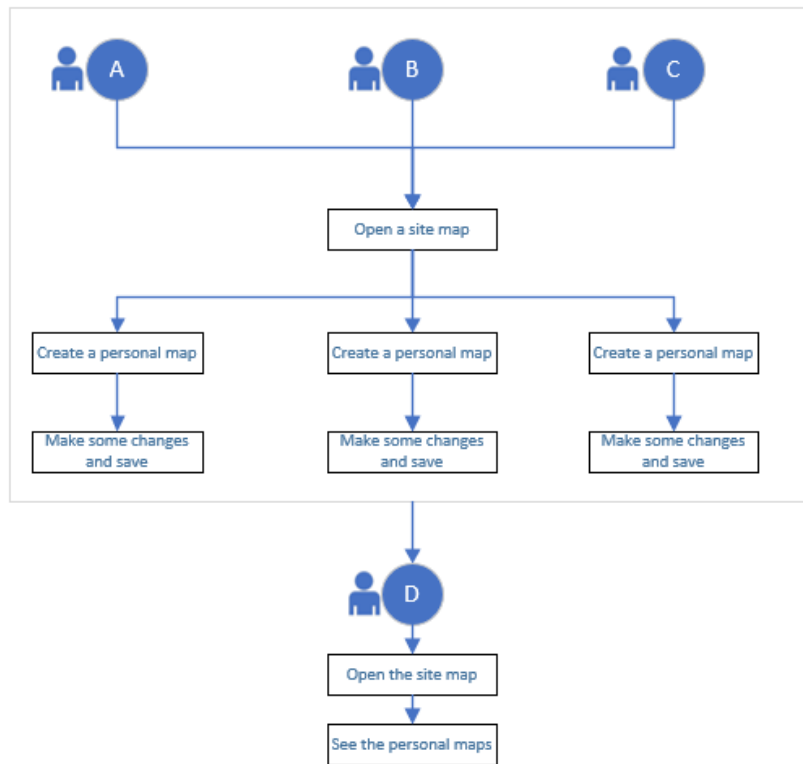 A
B
C
Open a site map
Create a personal map
Create a personal map
Create a personal map
Make some changes
and save
Make some changes
and save
Make some changes
and save
D
Open the site map
See the personal maps